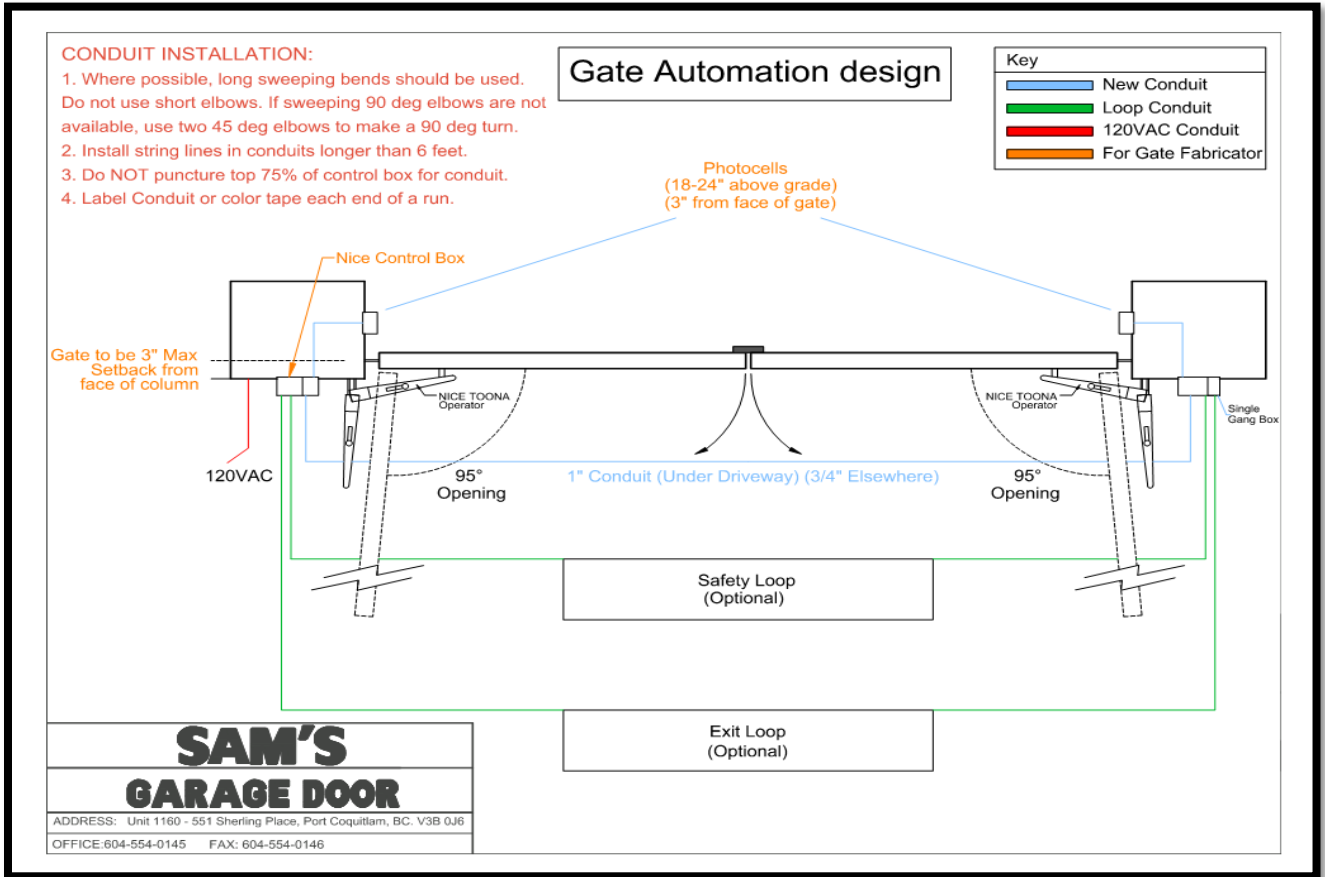 CONDUIT INSTALLATION:
1. Where possible, long sweeping bends should be used.
Do not use short elbows. If sweeping 90 deg elbows are not
available, use two 45 deg elbows to make a 90 deg turn.
2. Install string lines in conduits longer than 6 feet.
3. Do NOT puncture top 75% of control box for conduit.
4. Label Conduit or color tape each end of a run.
Gate Automation design
Key
New Conduit
Loop Conduit
120VAC Conduit
For Gate Fabricator
Photocells
(18-24" above grade)
(3" from face of gate)
Nice Control Box
Gate to be 3" Max
Setback from
face of column
NICE TOONA
Operator
NICE TOONA
Operator
Single
Gang Box
120VAC
95°
Opening
1" Conduit (Under Driveway) (3/4" Elsewhere)
95°
Opening
Safety Loop
(Optional)
Exit Loop
(Optional)
SAM'S
GARAGE DOOR
ADDRESS: Unit 1160 - 551 Sherling Place, Port Coquitlam, BC. V3B 0J6
OFFICE:604-554-0145 FAX: 604-554-0146